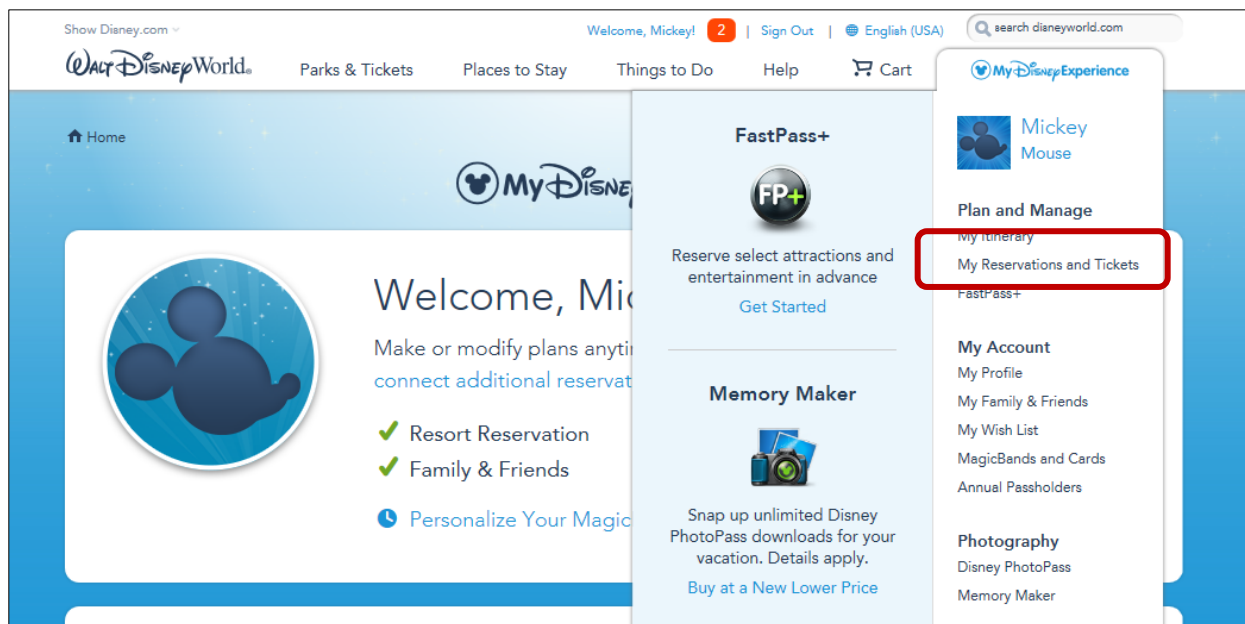 Show Disney.com
Welcome, Mickey! 2 | Sign Out | English (USA)
search disneyworld.com
Walt Disney World.
Parks & Tickets Places to Stay Things to Do Help Cart
My Disney Experience
Home
My Disne
Welcome, Mic
Make or modify plans anyti
connect additional reservat
Resort Reservation
Family & Friends
Personalize Your Magic
FastPass+
FP+
Reserve select attractions and
entertainment in advance
Get Started
Memory Maker
Snap up unlimited Disney
PhotoPass downloads for your
vacation. Details apply.
Buy at a New Lower Price
Mickey
Mouse
Plan and Manage
My Itinerary
My Reservations and Tickets
FastPass+
My Account
My Profile
My Family & Friends
My Wish List
MagicBands and Cards
Annual Passholders
Photography
Disney PhotoPass
Memory Maker